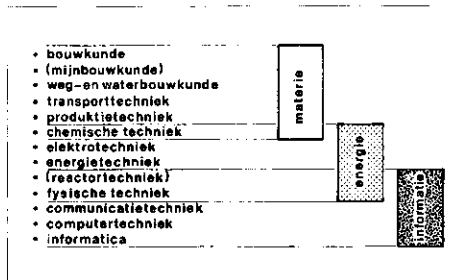 • bouwkunde
• (mijnbouwkunde)
• weg-en waterbouwkunde
• transporttechniek
• produktietechniek
• chemische techniek
• elektrotechniek
• energietechniek
• (reactortechniek)
• fysische techniek
• communicatietechniek
• computertechniek
• informatica
materie
energie
informatie